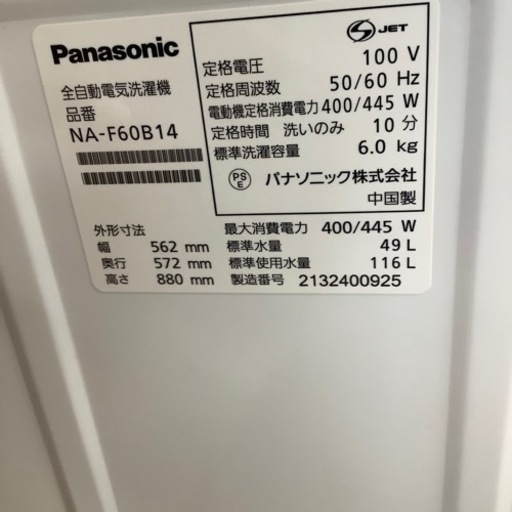 Panasonic
全自動電気洗濯機
品番
NA-F60B14
外形寸法
幅 562 mm
奥行 572 mm
高さ 880 mm
S JET
定格電圧 100 V
定格周波数 50/60 Hz
電動機定格消費電力 400/445 W
定格時間 洗いのみ 10 分
標準洗濯容量 6.0 kg
PS E パナソニック株式会社
中国製
最大消費電力 400/445 W
標準水量 49 L
標準使用水量 116 L
製造番号 2132400925